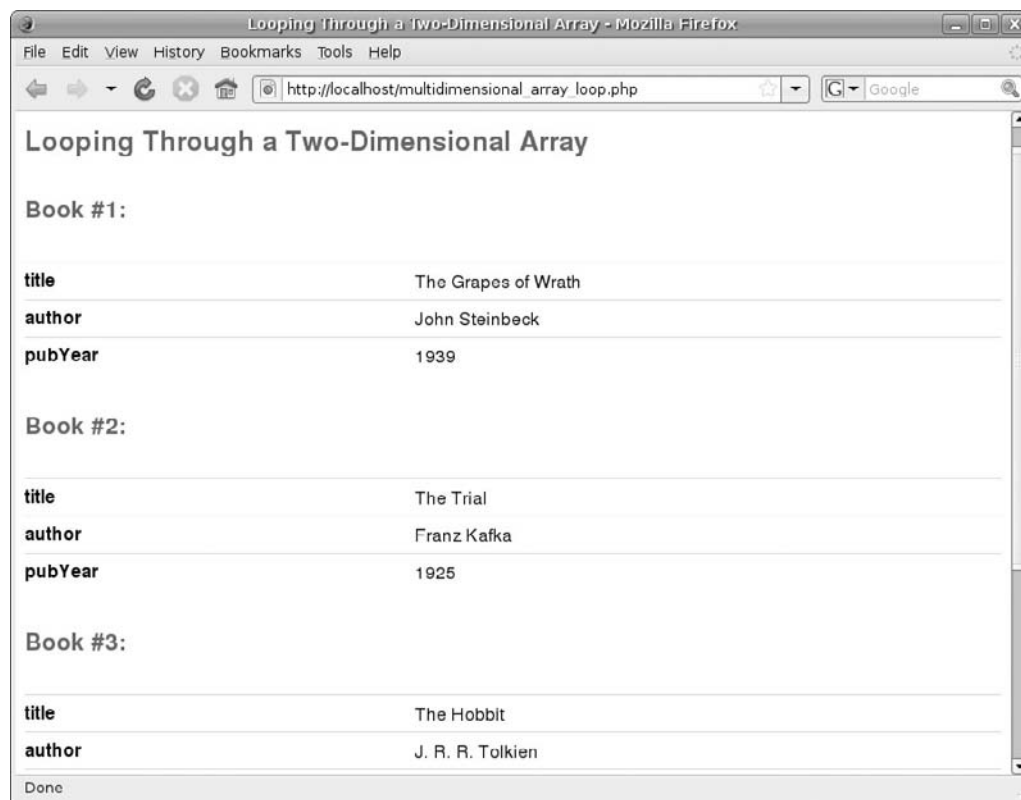 Looping Through a Two-Dimensional Array - Mozilla Firefox
File Edit View History Bookmarks Tools Help
http://localhost/multidimensional_array_loop.php
G Google
Looping Through a Two-Dimensional Array
Book #1:
title The Grapes of Wrath
author John Steinbeck
pubYear 1939
Book #2:
title The Trial
author Franz Kafka
pubYear 1925
Book #3:
title The Hobbit
author J. R. R. Tolkien
Done